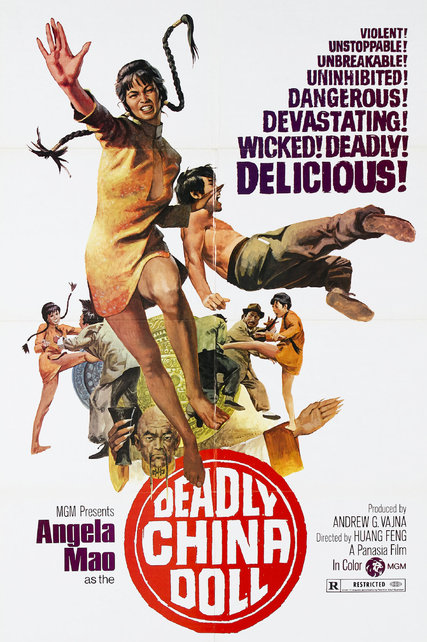 VIOLENT!
UNSTOPPABLE!
UNBREAKABLE!
UNINHIBITED!
DANGEROUS!
DEVASTATING!
WICKED! DEADLY!
DELICIOUS!
MGM Presents
Angela
Mao
as the
DEADLY
CHINA
DOLL
Produced by
ANDREW G. VAJNA
Directed by HUANG FENG
A Panasia Film
In Color MGM
R RESTRICTED